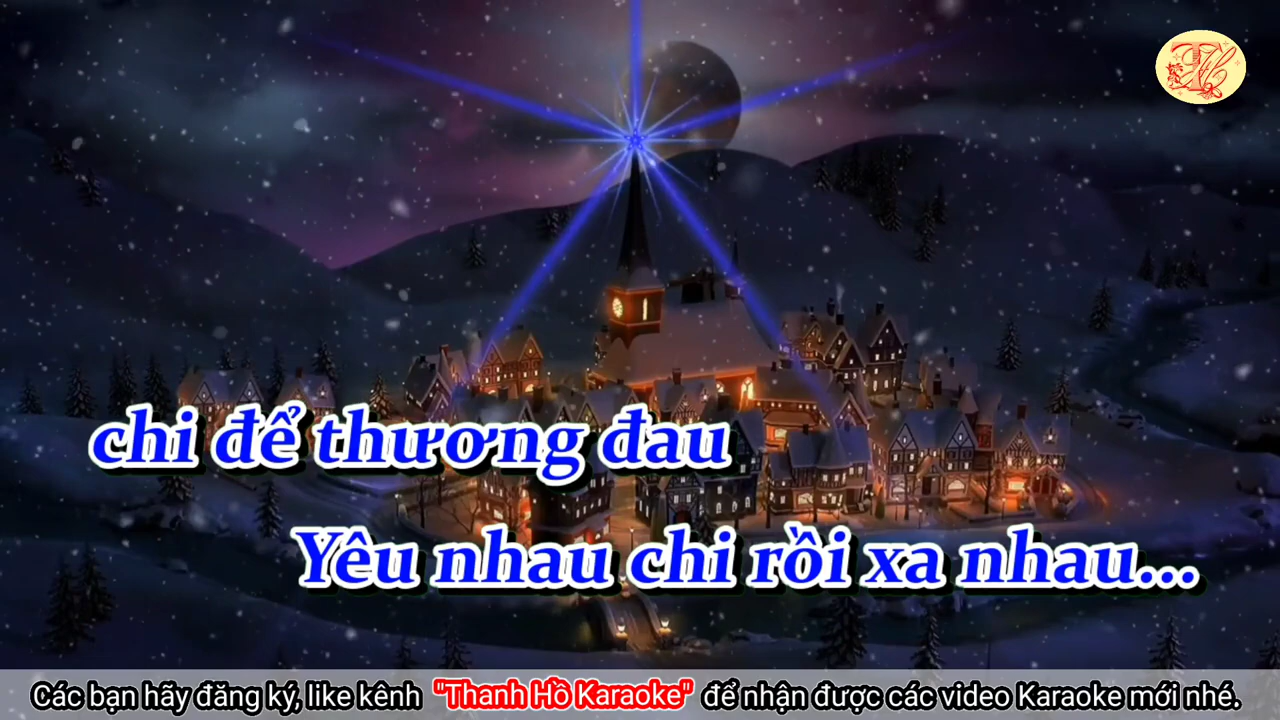 chi để thương đau
Yêu nhau chi rồi xa nhau...
Các bạn hãy đăng ký, like kênh "Thanh Hồ Karaoke" để nhận được các video Karaoke mới nhé.